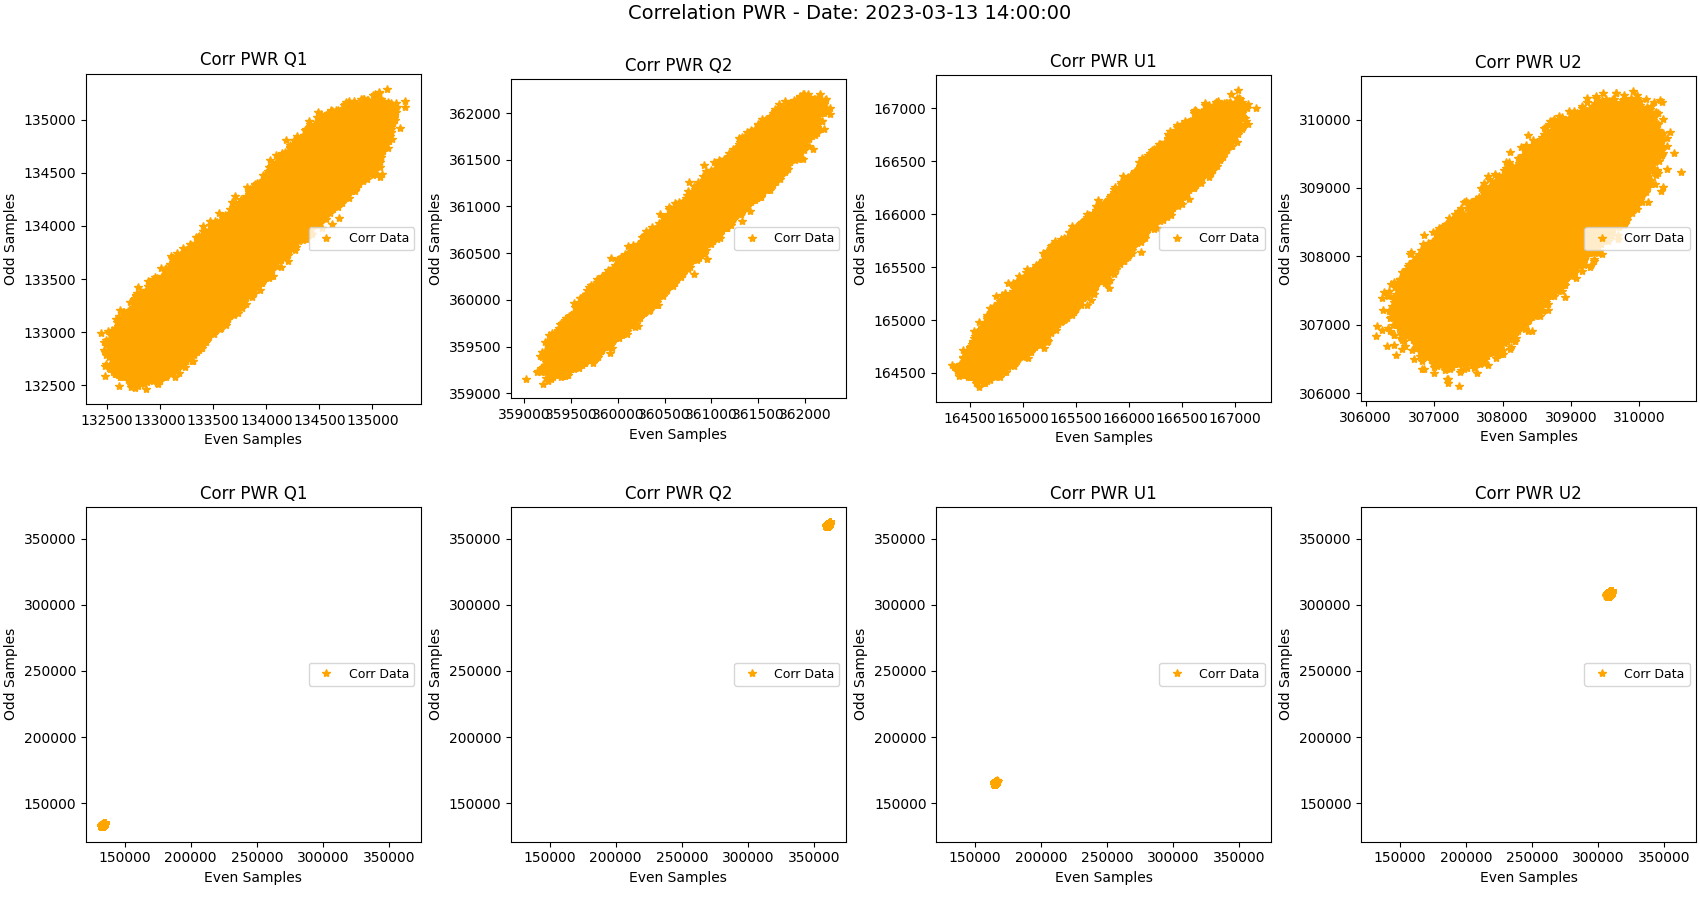 Correlation PWR - Date: 2023-03-13 14:00:00
Corr PWR Q1
Odd Samples
135000
134500
134000
133500
133000
132500
Corr Data
132500 133000 133500 134000 134500 135000
Even Samples
Corr PWR Q2
Odd Samples
362000
361500
361000
360500
360000
359500
359000
Corr Data
359000 359500 360000 360500 361000 361500 362000
Even Samples
Corr PWR U1
Odd Samples
167000
166500
166000
165500
165000
164500
Corr Data
164500 165000 165500 166000 166500 167000
Even Samples
Corr PWR U2
Odd Samples
310000
309000
308000
307000
306000
Corr Data
306000 307000 308000 309000 310000
Even Samples
Corr PWR Q1
Odd Samples
350000
300000
250000
200000
150000
Corr Data
150000 200000 250000 300000 350000
Even Samples
Corr PWR Q2
Odd Samples
350000
300000
250000
200000
150000
Corr Data
150000 200000 250000 300000 350000
Even Samples
Corr PWR U1
Odd Samples
350000
300000
250000
200000
150000
Corr Data
150000 200000 250000 300000 350000
Even Samples
Corr PWR U2
Odd Samples
350000
300000
250000
200000
150000
Corr Data
150000 200000 250000 300000 350000
Even Samples